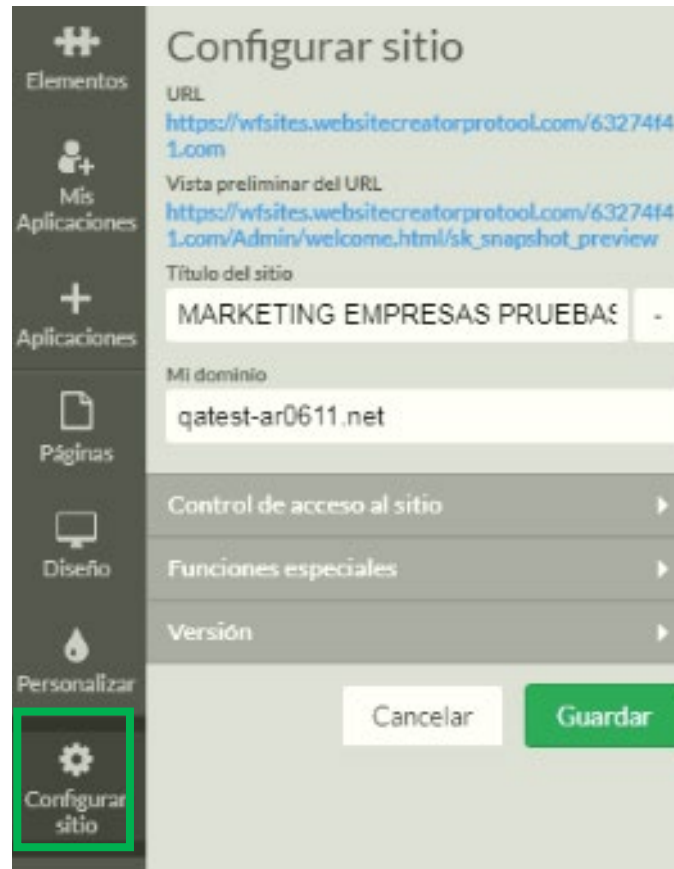 Elementos
Mis
Aplicaciones
Aplicaciones
Páginas
Diseño
Personalizar
Configurar
sitio
Configurar sitio
URL
https://wfsites.websitecreatorprotool.com/63274f4
1.com
Vista preliminar del URL
https://wfsites.websitecreatorprotool.com/63274f4
1.com/Admin/welcome.html/sk_snapshot_preview
Título del sitio
MARKETING EMPRESAS PRUEBAS -
Mi dominio
qatest-ar0611.net
Control de acceso al sitio
Funciones especiales
Versión
Cancelar Guardar